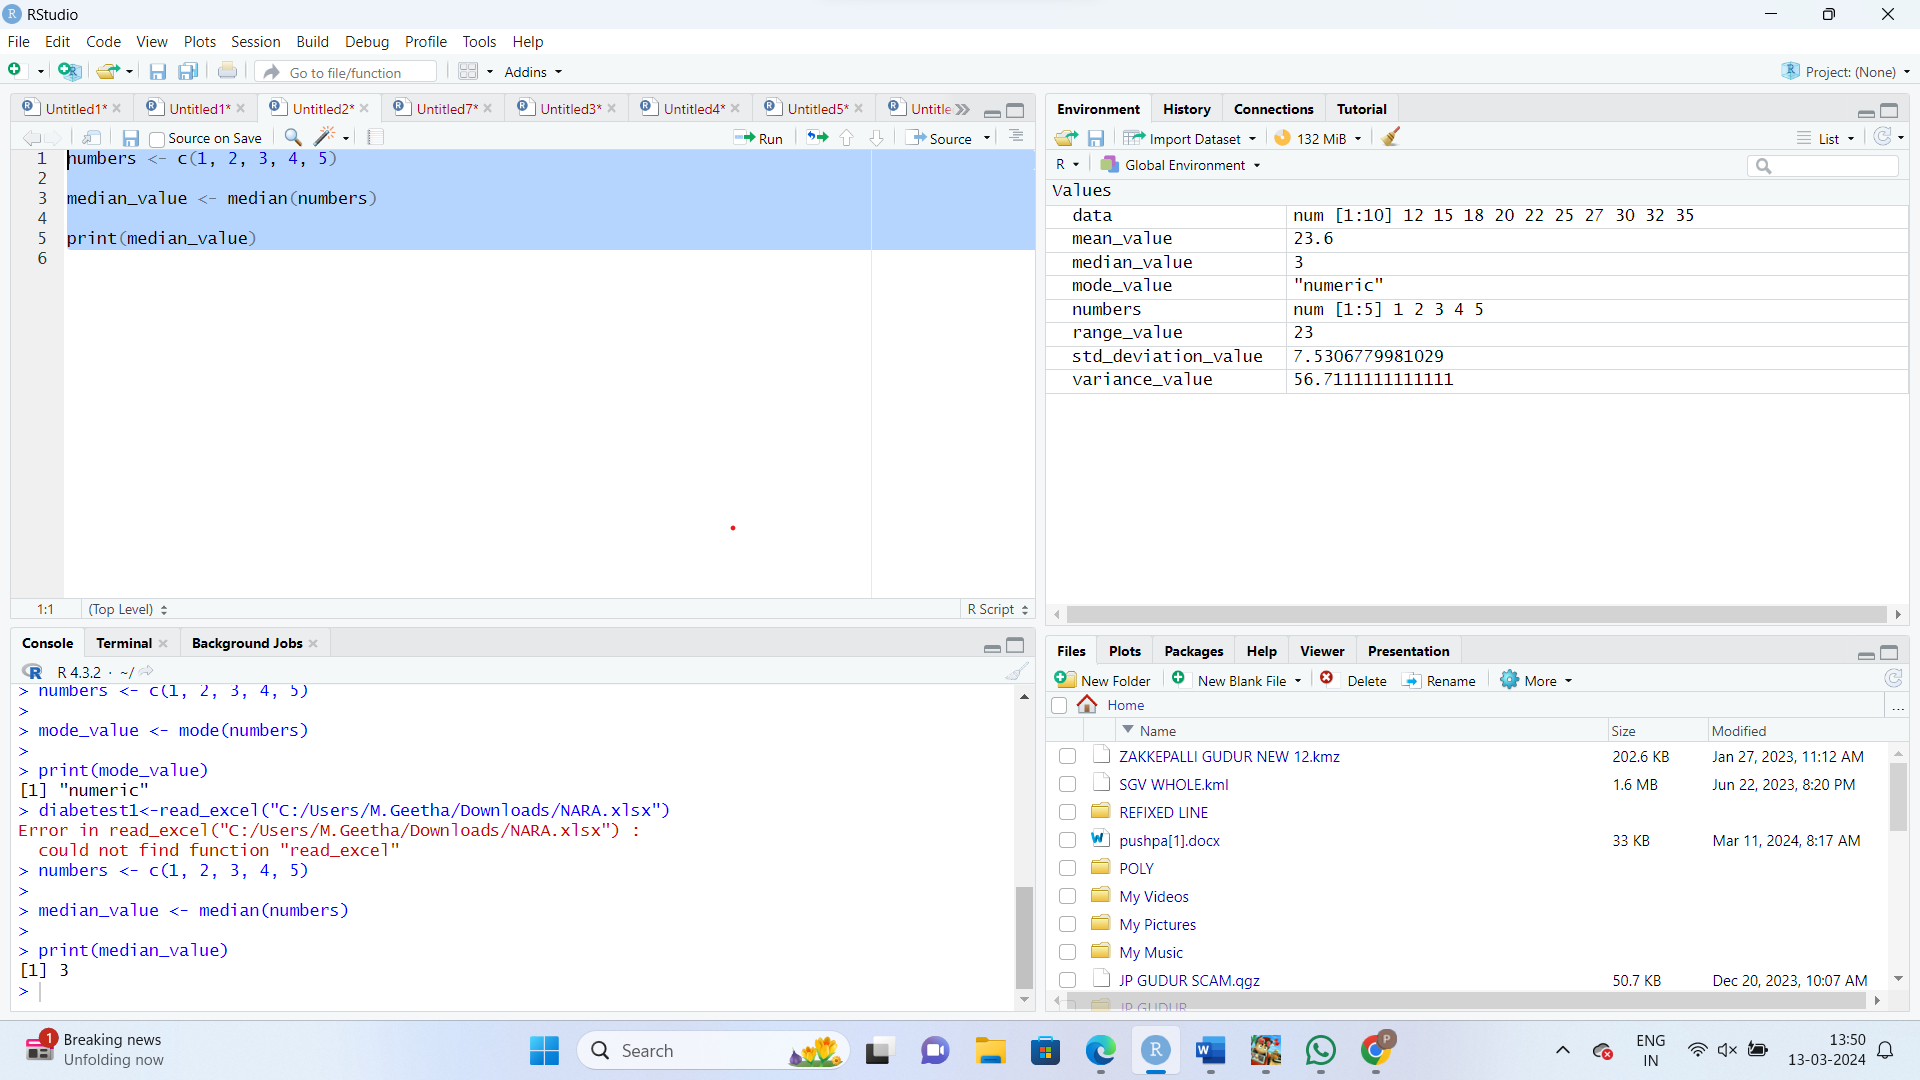 RStudio
File Edit Code View Plots Session Build Debug Profile Tools Help
Go to file/function Addins Project: (None)
Untitled1* Untitled1* Untitled2* Untitled7* Untitled3* Untitled4* Untitled5* Untitle
Source on Save Run Source
1 numbers <- c(1, 2, 3, 4, 5)
2
3 median_value <- median(numbers)
4
5 print(median_value)
6
1:1 (Top Level) R Script
Console Terminal Background Jobs
R 4.3.2 · ~/
> numbers <- c(1, 2, 3, 4, 5)
>
> mode_value <- mode(numbers)
>
> print(mode_value)
[1] "numeric"
> diabetest1<-read_excel("C:/Users/M.Geetha/Downloads/NARA.xlsx")
Error in read_excel("C:/Users/M.Geetha/Downloads/NARA.xlsx") :
could not find function "read_excel"
> numbers <- c(1, 2, 3, 4, 5)
>
> median_value <- median(numbers)
>
> print(median_value)
[1] 3
>
Environment History Connections Tutorial
Import Dataset 132 MiB List
R Global Environment
Values
data num [1:10] 12 15 18 20 22 25 27 30 32 35
mean_value 23.6
median_value 3
mode_value "numeric"
numbers num [1:5] 1 2 3 4 5
range_value 23
std_deviation_value 7.5306779981029
variance_value 56.7111111111111
Files Plots Packages Help Viewer Presentation
New Folder New Blank File Delete Rename More
Home ...
Name Size Modified
ZAKKEPALLI GUDUR NEW 12.kmz 202.6 KB Jan 27, 2023, 11:12 AM
SGV WHOLE.kml 1.6 MB Jun 22, 2023, 8:20 PM
REFIXED LINE
pushpa[1].docx 33 KB Mar 11, 2024, 8:17 AM
POLY
My Videos
My Pictures
My Music
JP GUDUR SCAM.qgz 50.7 KB Dec 20, 2023, 10:07 AM
JP GUDUR
1 Breaking news
Unfolding now
Search
P
ENG
IN
13:50
13-03-2024